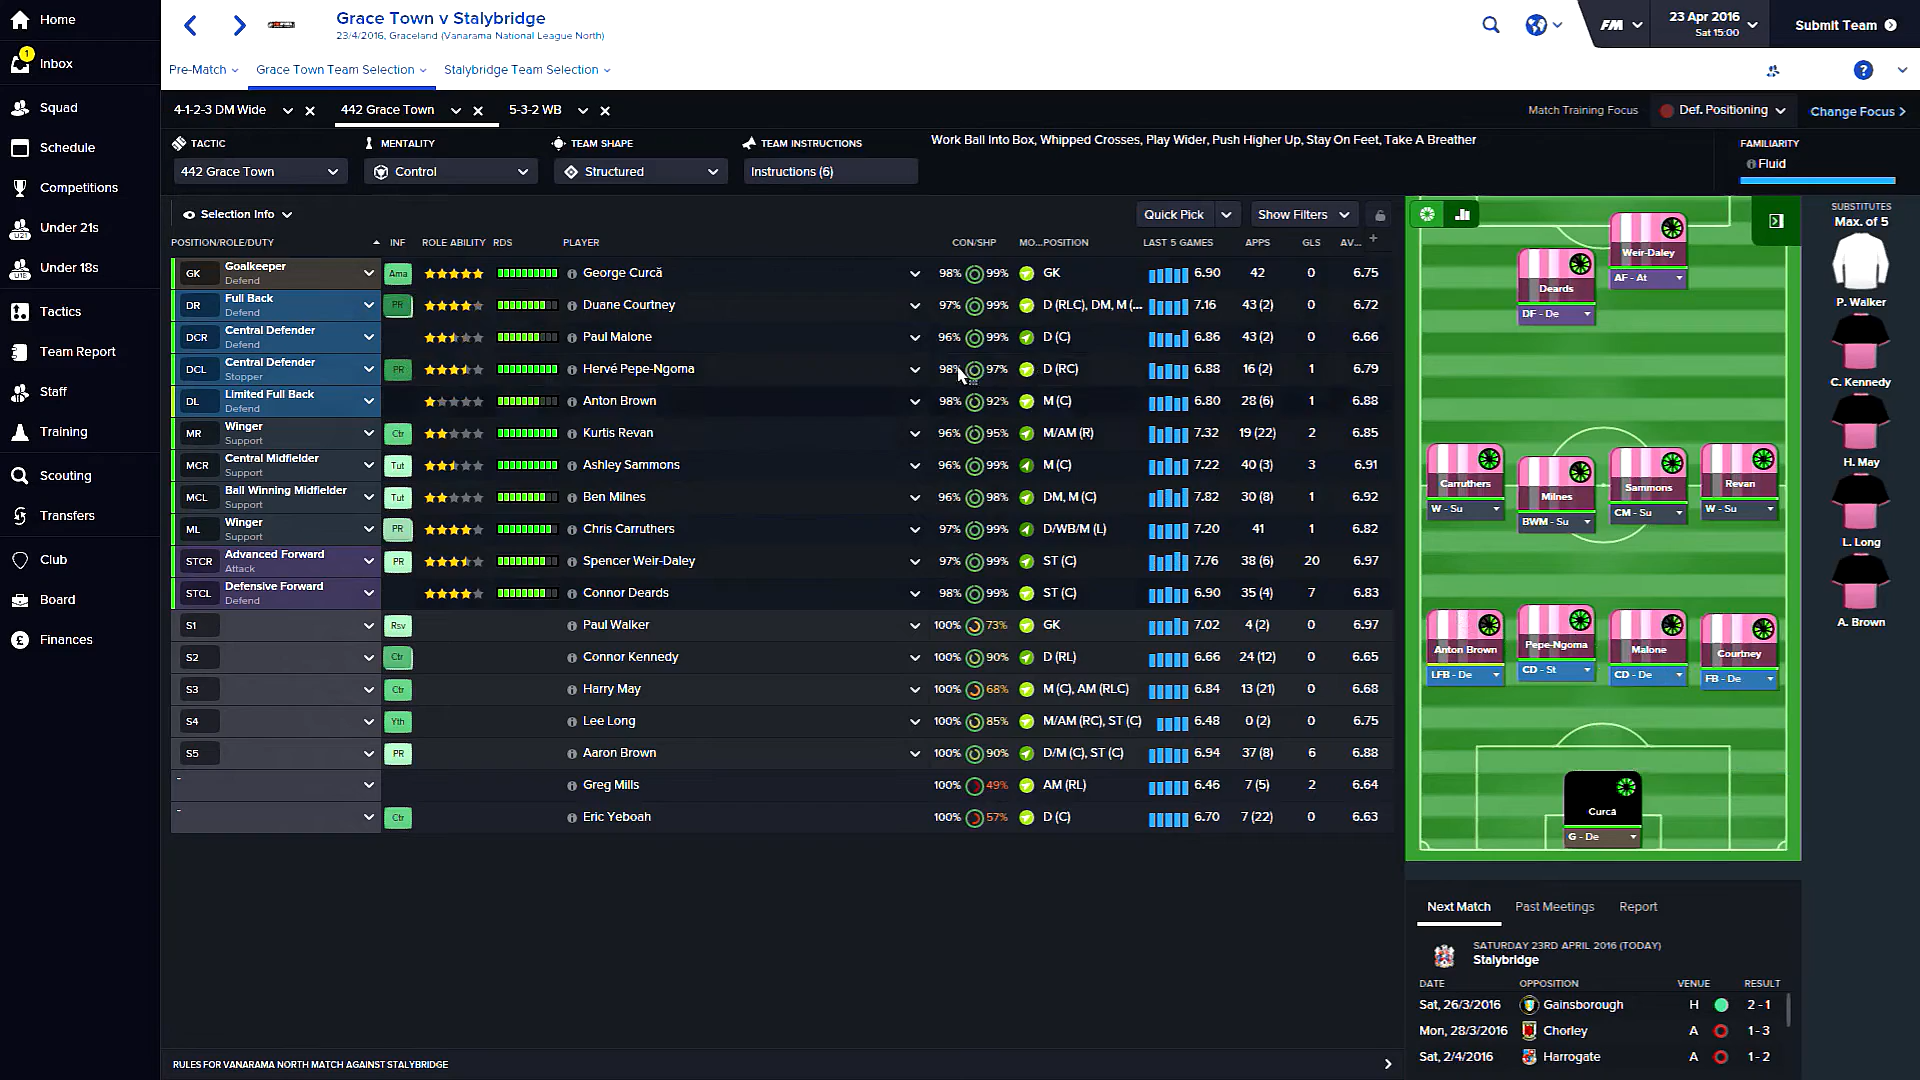 Home
Inbox
1
Squad
Schedule
Competitions
Under 21s
Under 18s
Tactics
Team Report
Staff
Training
Scouting
Transfers
Club
Board
Finances
Grace Town v Stalybridge
23/4/2016, Graceland (Vanarama National League North)
FM
23 Apr 2016
Sat 15:00
Submit Team
Pre-Match
Grace Town Team Selection
Stalybridge Team Selection
?
4-1-2-3 DM Wide
442 Grace Town
5-3-2 WB
Match Training Focus
Def. Positioning
Change Focus >
TACTIC
MENTALITY
TEAM SHAPE
TEAM INSTRUCTIONS
Work Ball Into Box, Whipped Crosses, Play Wider, Push Higher Up, Stay On Feet, Take A Breather
FAMILIARITY
Fluid
442 Grace Town
Control
Structured
Instructions (6)
Selection Info
Quick Pick
Show Filters
POSITION/ROLE/DUTY INF ROLE ABILITY RDS PLAYER CON/SHP MO... POSITION LAST 5 GAMES APPS GLS AV... +
GK Goalkeeper Defend Ama George Curcă 98% 99% GK 6.90 42 0 6.75
DR Full Back Defend PR Duane Courtney 97% 99% D (RLC), DM, M (... 7.16 43 (2) 0 6.72
DCR Central Defender Defend Paul Malone 96% 99% D (C) 6.86 43 (2) 0 6.66
DCL Central Defender Stopper PR Hervé Pepe-Ngoma 98% 97% D (RC) 6.88 16 (2) 1 6.79
DL Limited Full Back Defend Anton Brown 98% 92% M (C) 6.80 28 (6) 1 6.88
MR Winger Support Ctr Kurtis Revan 96% 95% M/AM (R) 7.32 19 (22) 2 6.85
MCR Central Midfielder Support Tut Ashley Sammons 96% 99% M (C) 7.22 40 (3) 3 6.91
MCL Ball Winning Midfielder Support Tut Ben Milnes 96% 98% DM, M (C) 7.82 30 (8) 1 6.92
ML Winger Support PR Chris Carruthers 97% 99% D/WB/M (L) 7.20 41 1 6.82
STCR Advanced Forward Attack PR Spencer Weir-Daley 97% 99% ST (C) 7.76 38 (6) 20 6.97
STCL Defensive Forward Defend Connor Deards 98% 99% ST (C) 6.90 35 (4) 7 6.83
S1 Rsv Paul Walker 100% 73% GK 7.02 4 (2) 0 6.97
S2 Ctr Connor Kennedy 100% 90% D (RL) 6.66 24 (12) 0 6.65
S3 Ctr Harry May 100% 68% M (C), AM (RLC) 6.84 13 (21) 0 6.68
S4 Yth Lee Long 100% 85% M/AM (RC), ST (C) 6.48 0 (2) 0 6.75
S5 PR Aaron Brown 100% 90% D/M (C), ST (C) 6.94 37 (8) 6 6.88
- Greg Mills 100% 49% AM (RL) 6.46 7 (5) 2 6.64
- Ctr Eric Yeboah 100% 57% D (C) 6.70 7 (22) 0 6.63
Weir-Daley
AF - At
Deards
DF - De
Carruthers
W - Su
Milnes
BWM - Su
Sammons
CM - Su
Revan
W - Su
Anton Brown
LFB - De
Pepe-Ngoma
CD - St
Malone
CD - De
Courtney
FB - De
Curcă
G - De
SUBSTITUTES
Max. of 5
P. Walker
C. Kennedy
H. May
L. Long
A. Brown
Next Match
Past Meetings
Report
SATURDAY 23RD APRIL 2016 (TODAY)
Stalybridge
DATE OPPOSITION VENUE RESULT
Sat, 26/3/2016 Gainsborough H 2 - 1
Mon, 28/3/2016 Chorley A 1 - 3
Sat, 2/4/2016 Harrogate A 1 - 2
RULES FOR VANARAMA NORTH MATCH AGAINST STALYBRIDGE